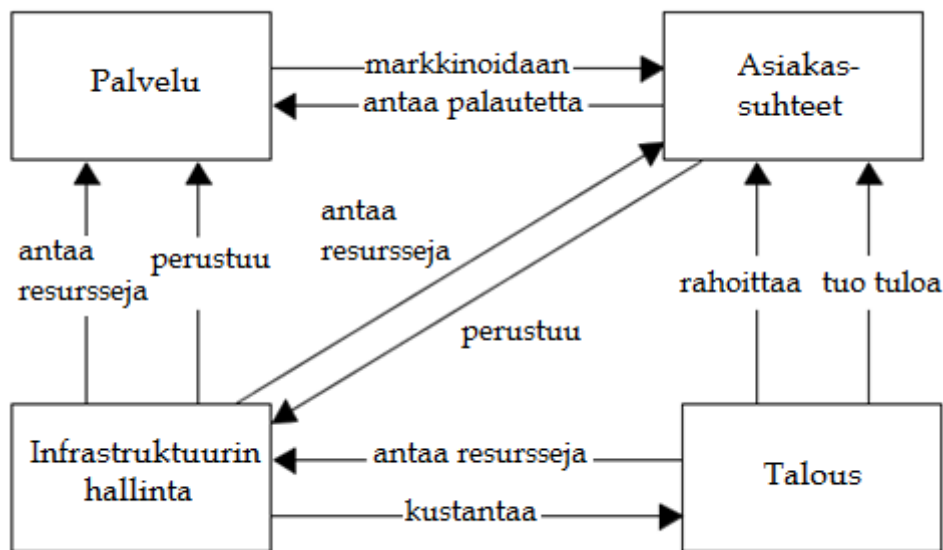 Palvelu
markkinoidaan
antaa palautetta
Asiakas-
suhteet
antaa
resursseja
perustuu
antaa
resursseja
perustuu
rahoittaa
tuo tuloa
Infrastruktuurin
hallinta
antaa resursseja
kustantaa
Talous